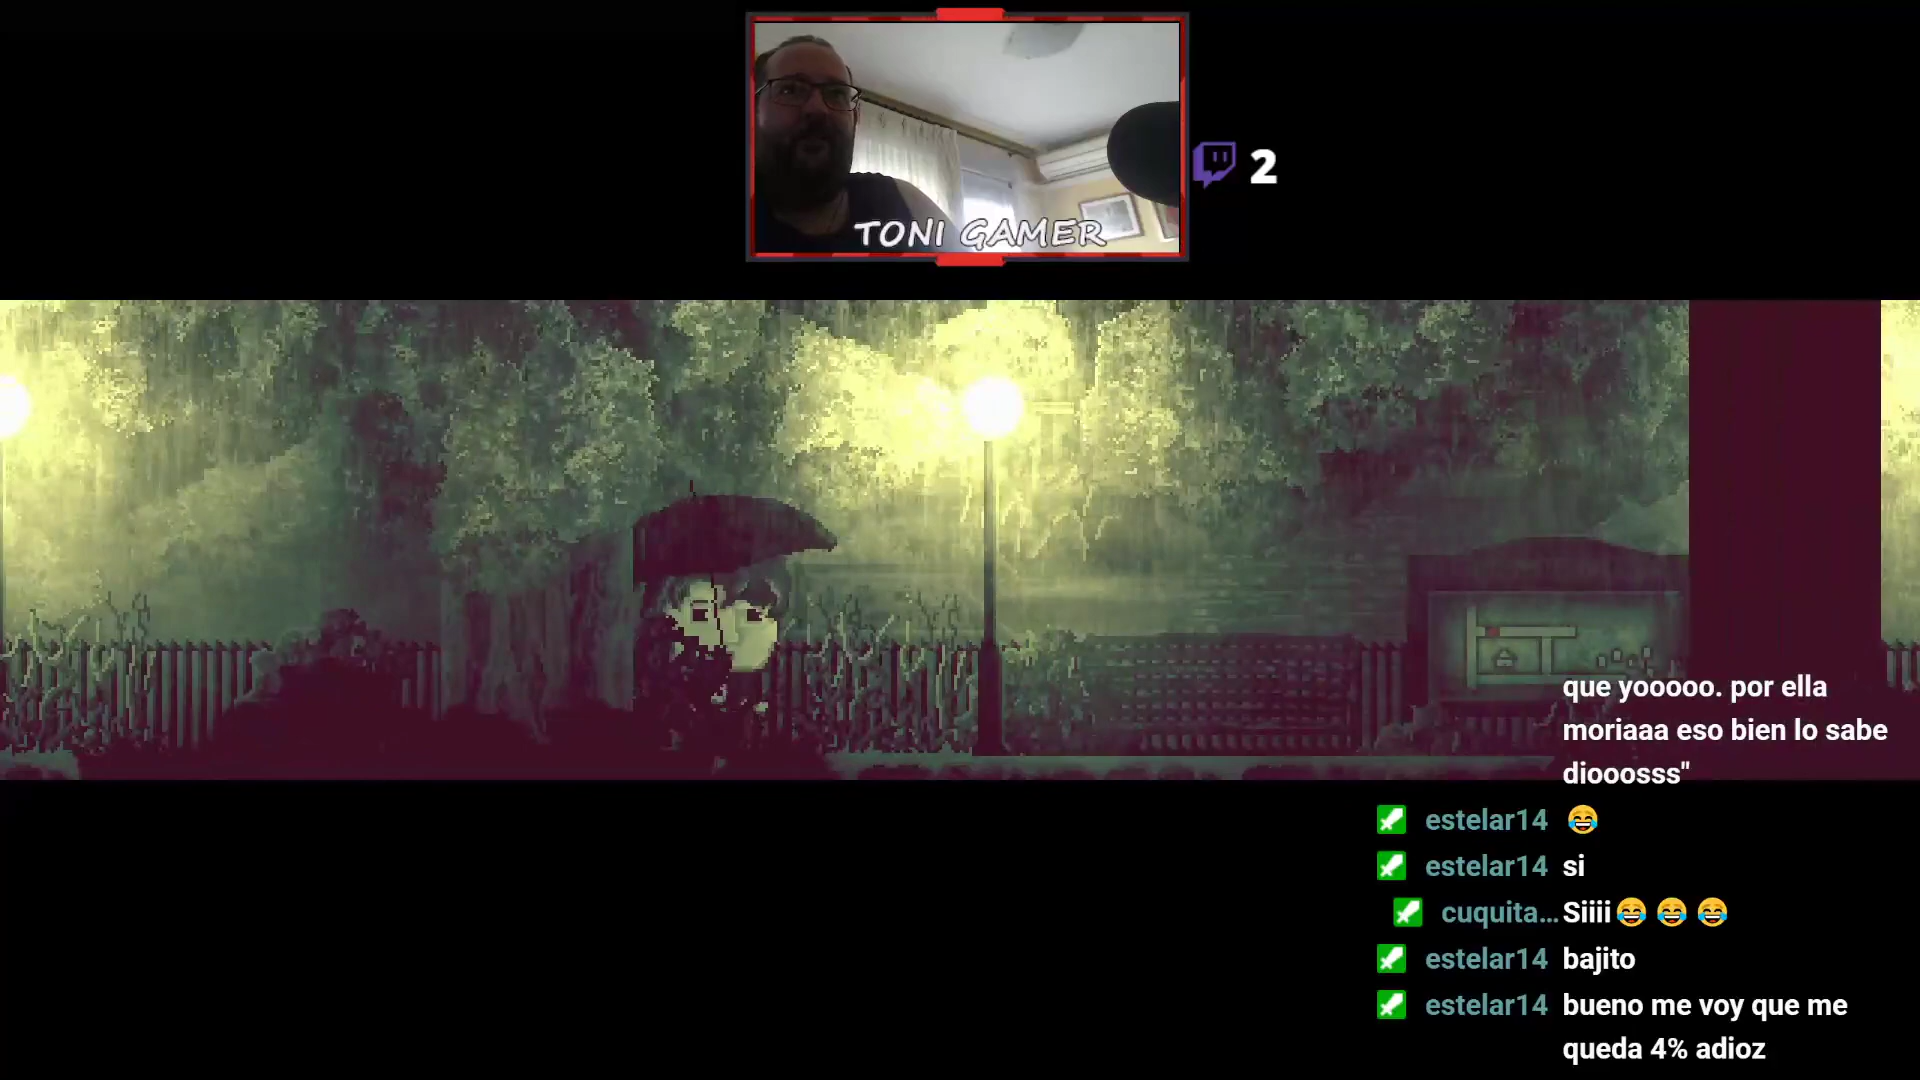 TONI GAMER
2
que yooooo. por ella
moriaaa eso bien lo sabe
diooosss"
estelar14 😂
estelar14 si
cuquita… Siiii😂 😂 😂
estelar14 bajito
estelar14 bueno me voy que me
queda 4% adioz